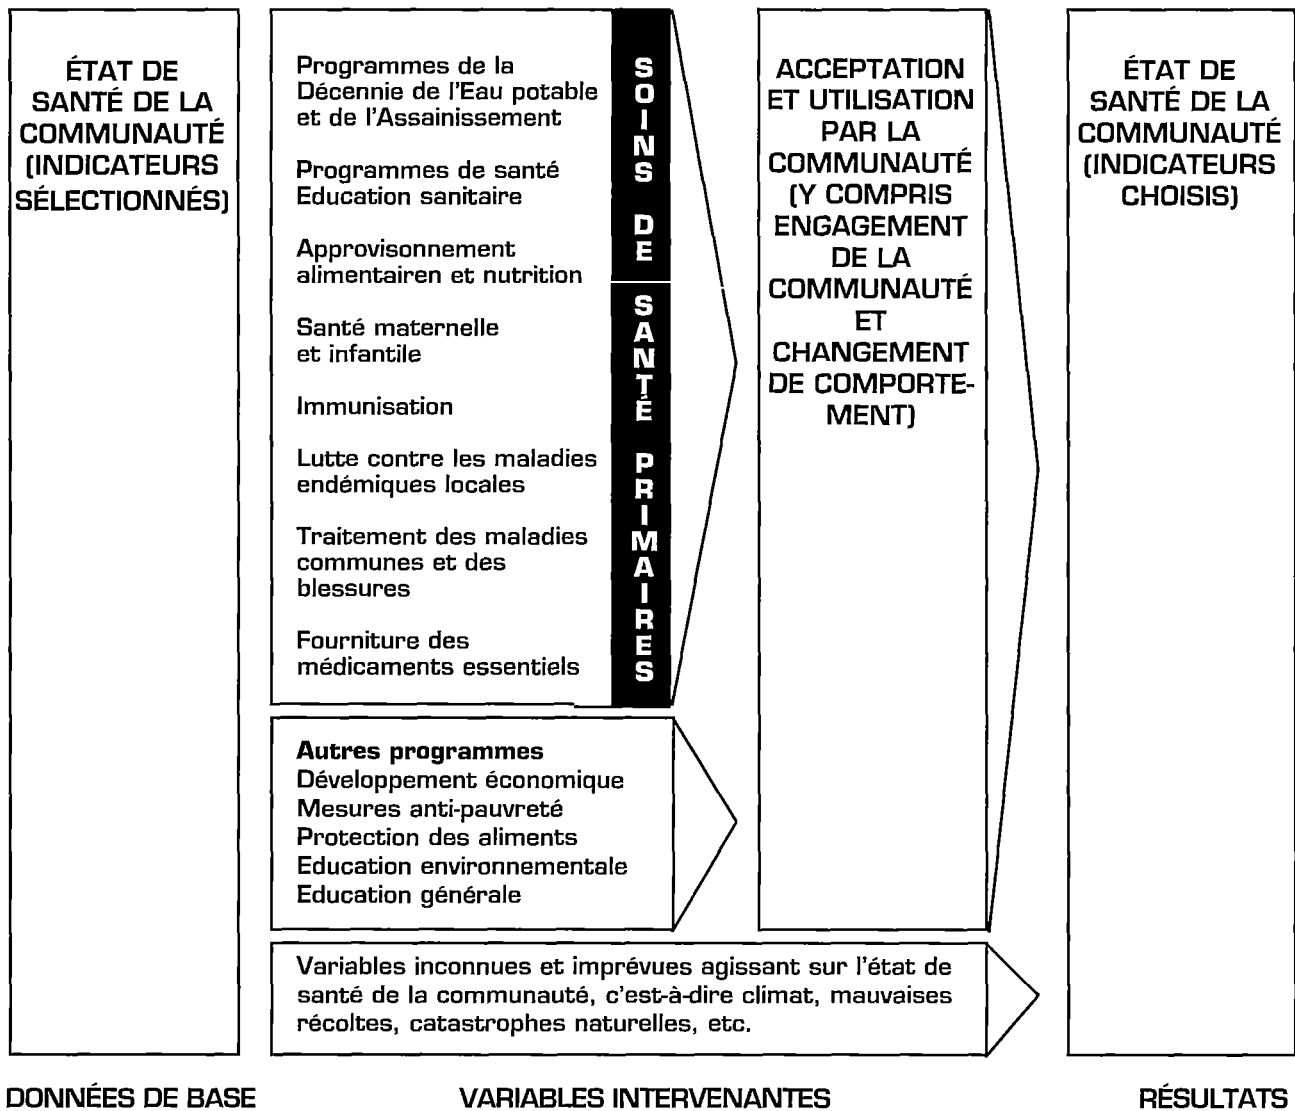 ÉTAT DE
SANTÉ DE LA
COMMUNAUTÉ
(INDICATEURS
SÉLECTIONNÉS)
Programmes de la
Décennie de l'Eau potable
et de l'Assainissement
Programmes de santé
Education sanitaire
Approvisonnement
alimentairen et nutrition
Santé maternelle
et infantile
Immunisation
Lutte contre les maladies
endémiques locales
Traitement des maladies
communes et des
blessures
Fourniture des
médicaments essentiels
SOINS DE SANTÉ PRIMAIRES
Autres programmes
Développement économique
Mesures anti-pauvreté
Protection des aliments
Education environnementale
Education générale
ACCEPTATION
ET UTILISATION
PAR LA
COMMUNAUTÉ
(Y COMPRIS
ENGAGEMENT
DE LA
COMMUNAUTÉ
ET
CHANGEMENT
DE COMPORTE-
MENT)
Variables inconnues et imprévues agissant sur l'état de
santé de la communauté, c'est-à-dire climat, mauvaises
récoltes, catastrophes naturelles, etc.
ÉTAT DE
SANTÉ DE LA
COMMUNAUTÉ
(INDICATEURS
CHOISIS)
DONNÉES DE BASE
VARIABLES INTERVENANTES
RÉSULTATS